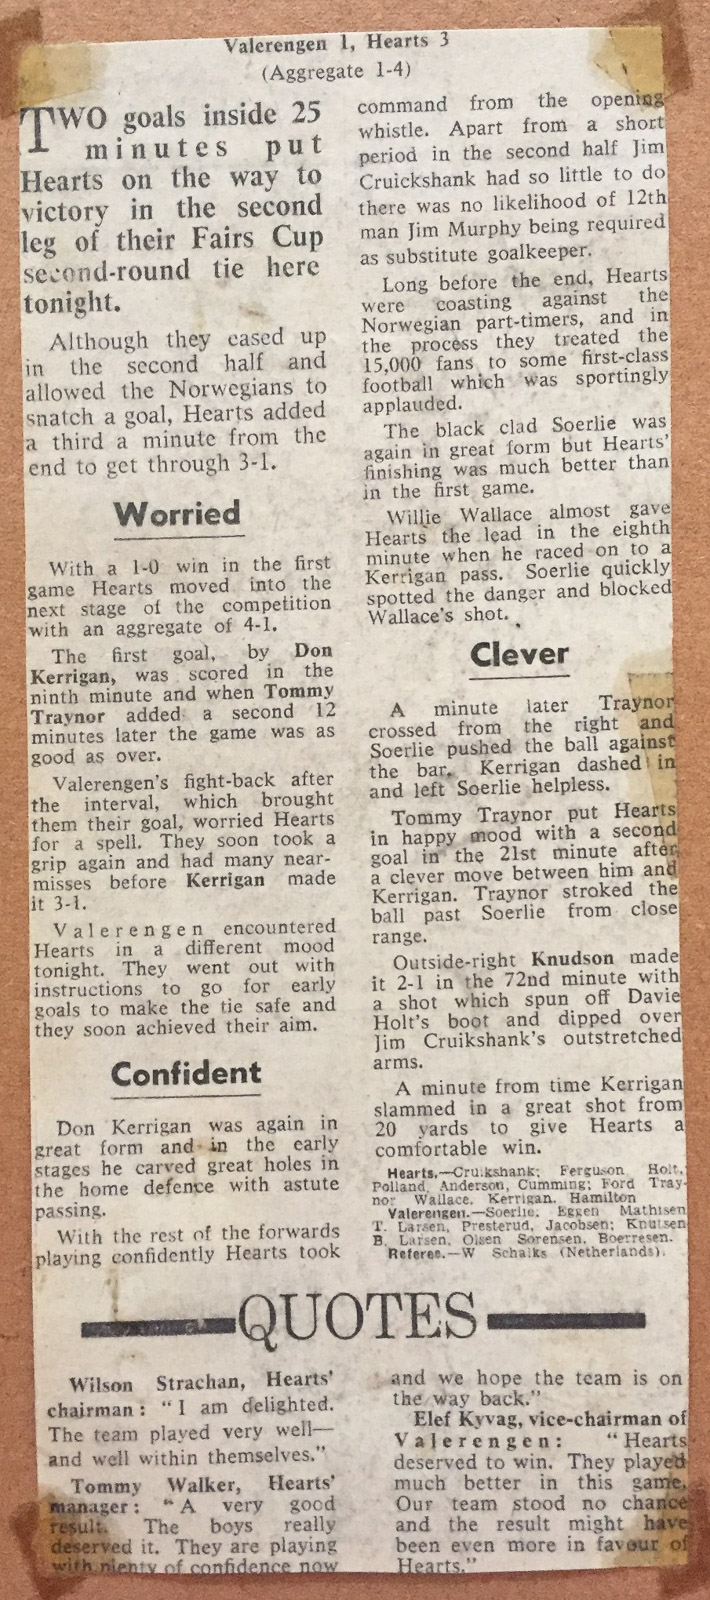 Valerengen 1, Hearts 3
(Aggregate 1-4)
TWO goals inside 25
minutes put
Hearts on the way to
victory in the second
leg of their Fairs Cup
second-round tie here
tonight.
Although they eased up
in the second half and
allowed the Norwegians to
snatch a goal, Hearts added
a third a minute from the
end to get through 3-1.
Worried
With a 1-0 win in the first
game Hearts moved into the
next stage of the competition
with an aggregate of 4-1.
The first goal, by Don
Kerrigan, was scored in the
ninth minute and when Tommy
Traynor added a second 12
minutes later the game was as
good as over.
Valerengen's fight-back after
the interval, which brought
them their goal, worried Hearts
for a spell. They soon took a
grip again and had many near-
misses before Kerrigan made
it 3-1.
Valerengen encountered
Hearts in a different mood
tonight. They went out with
instructions to go for early
goals to make the tie safe and
they soon achieved their aim.
Confident
Don Kerrigan was again in
great form and in the early
stages he carved great holes in
the home defence with astute
passing.
With the rest of the forwards
playing confidently Hearts took
command from the opening
whistle. Apart from a short
period in the second half Jim
Cruickshank had so little to do
there was no likelihood of 12th
man Jim Murphy being required
as substitute goalkeeper.
Long before the end, Hearts
were coasting against the
Norwegian part-timers, and in
the process they treated the
15,000 fans to some first-class
football which was sportingly
applauded.
The black clad Soerlie was
again in great form but Hearts'
finishing was much better than
in the first game.
Willie Wallace almost gave
Hearts the lead in the eighth
minute when he raced on to a
Kerrigan pass. Soerlie quickly
spotted the danger and blocked
Wallace's shot.
Clever
A minute later Traynor
crossed from the right and
Soerlie pushed the ball against
the bar. Kerrigan dashed in
and left Soerlie helpless.
Tommy Traynor put Hearts
in happy mood with a second
goal in the 21st minute after
a clever move between him and
Kerrigan. Traynor stroked the
ball past Soerlie from close
range.
Outside-right Knudson made
it 2-1 in the 72nd minute with
a shot which spun off Davie
Holt's boot and dipped over
Jim Cruikshank's outstretched
arms.
A minute from time Kerrigan
slammed in a great shot from
20 yards to give Hearts a
comfortable win.
Hearts.—Cruikshank; Ferguson, Holt,
Polland, Anderson, Cumming; Ford Tray-
nor Wallace, Kerrigan, Hamilton
Valerengen.—Soerlie; Eggen Mathisen
T. Larsen, Presterud, Jacobsen; Knutsen
B. Larsen, Olsen Sorensen, Boerresen.
Referee.—W Schalks (Netherlands).
QUOTES
Wilson Strachan, Hearts'
chairman: "I am delighted.
The team played very well—
and well within themselves."
Tommy Walker, Hearts'
manager: "A very good
result. The boys really
deserved it. They are playing
with plenty of confidence now
and we hope the team is on
the way back."
Elef Kyvag, vice-chairman of
Valerengen: "Hearts
deserved to win. They played
much better in this game.
Our team stood no chance
and the result might have
been even more in favour of
Hearts."